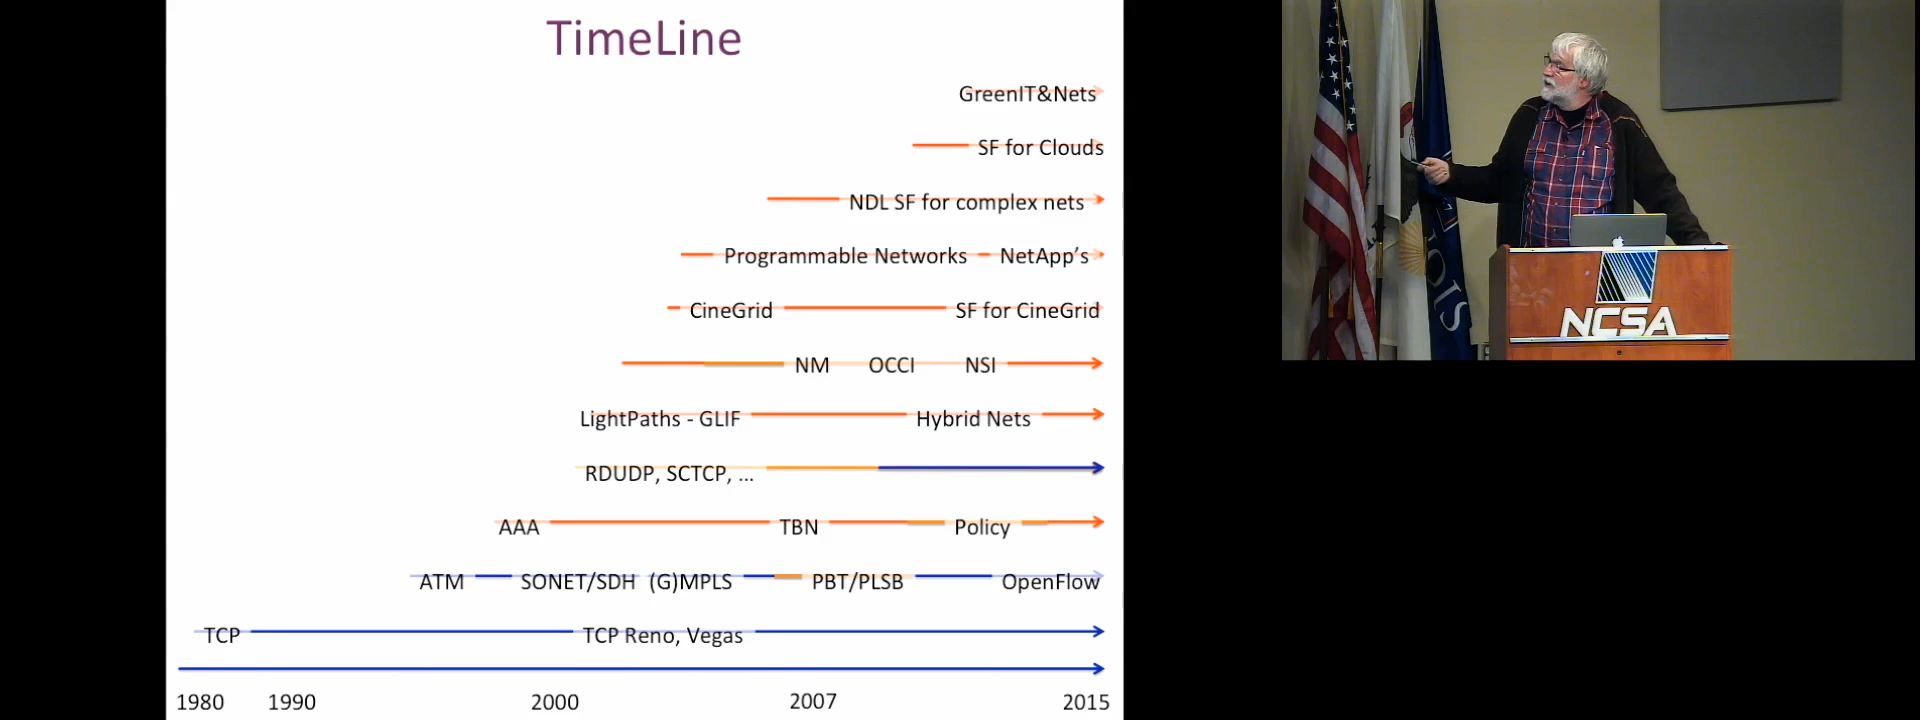 TimeLine
GreenIT&Nets
SF for Clouds
NDL SF for complex nets
Programmable Networks NetApp's
CineGrid SF for CineGrid
NM OCCI NSI
LightPaths - GLIF Hybrid Nets
RDUDP, SCTCP, ...
AAA TBN Policy
ATM SONET/SDH (G)MPLS PBT/PLSB OpenFlow
TCP TCP Reno, Vegas
1980 1990 2000 2007 2015
NCSA